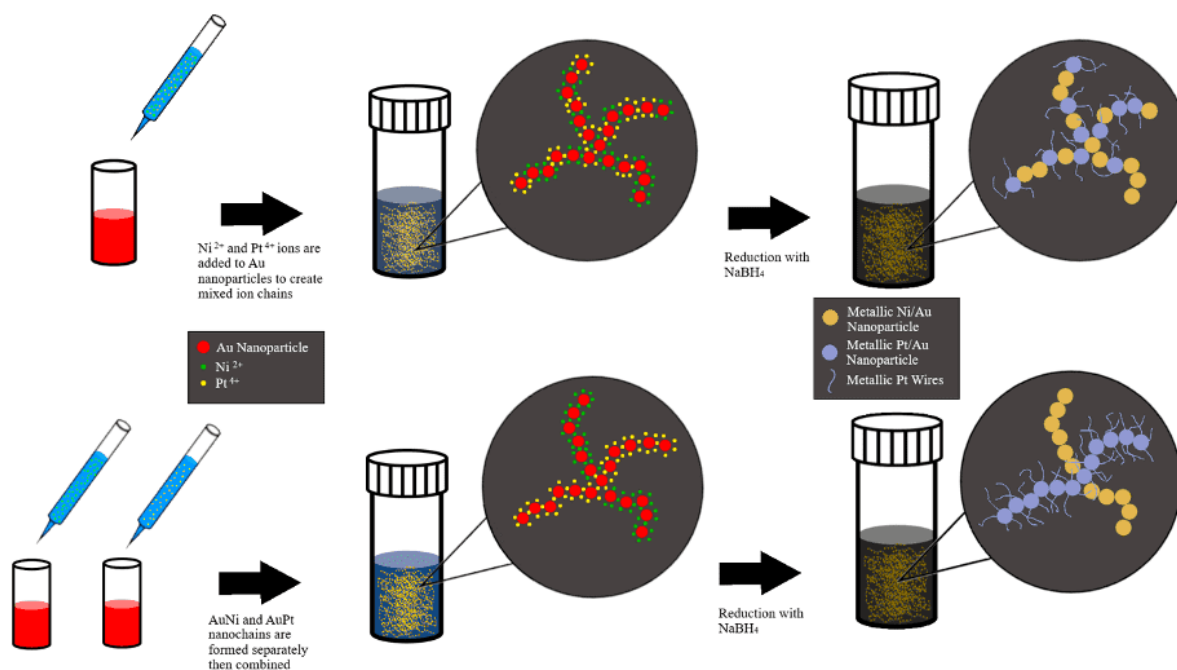 Ni 2+ and Pt 4+ ions are
added to Au
nanoparticles to create
mixed ion chains
Reduction with
NaBH4
Au Nanoparticle
Ni 2+
Pt 4+
Metallic Ni/Au
Nanoparticle
Metallic Pt/Au
Nanoparticle
Metallic Pt Wires
AuNi and AuPt
nanochains are
formed separately
then combined
Reduction with
NaBH4